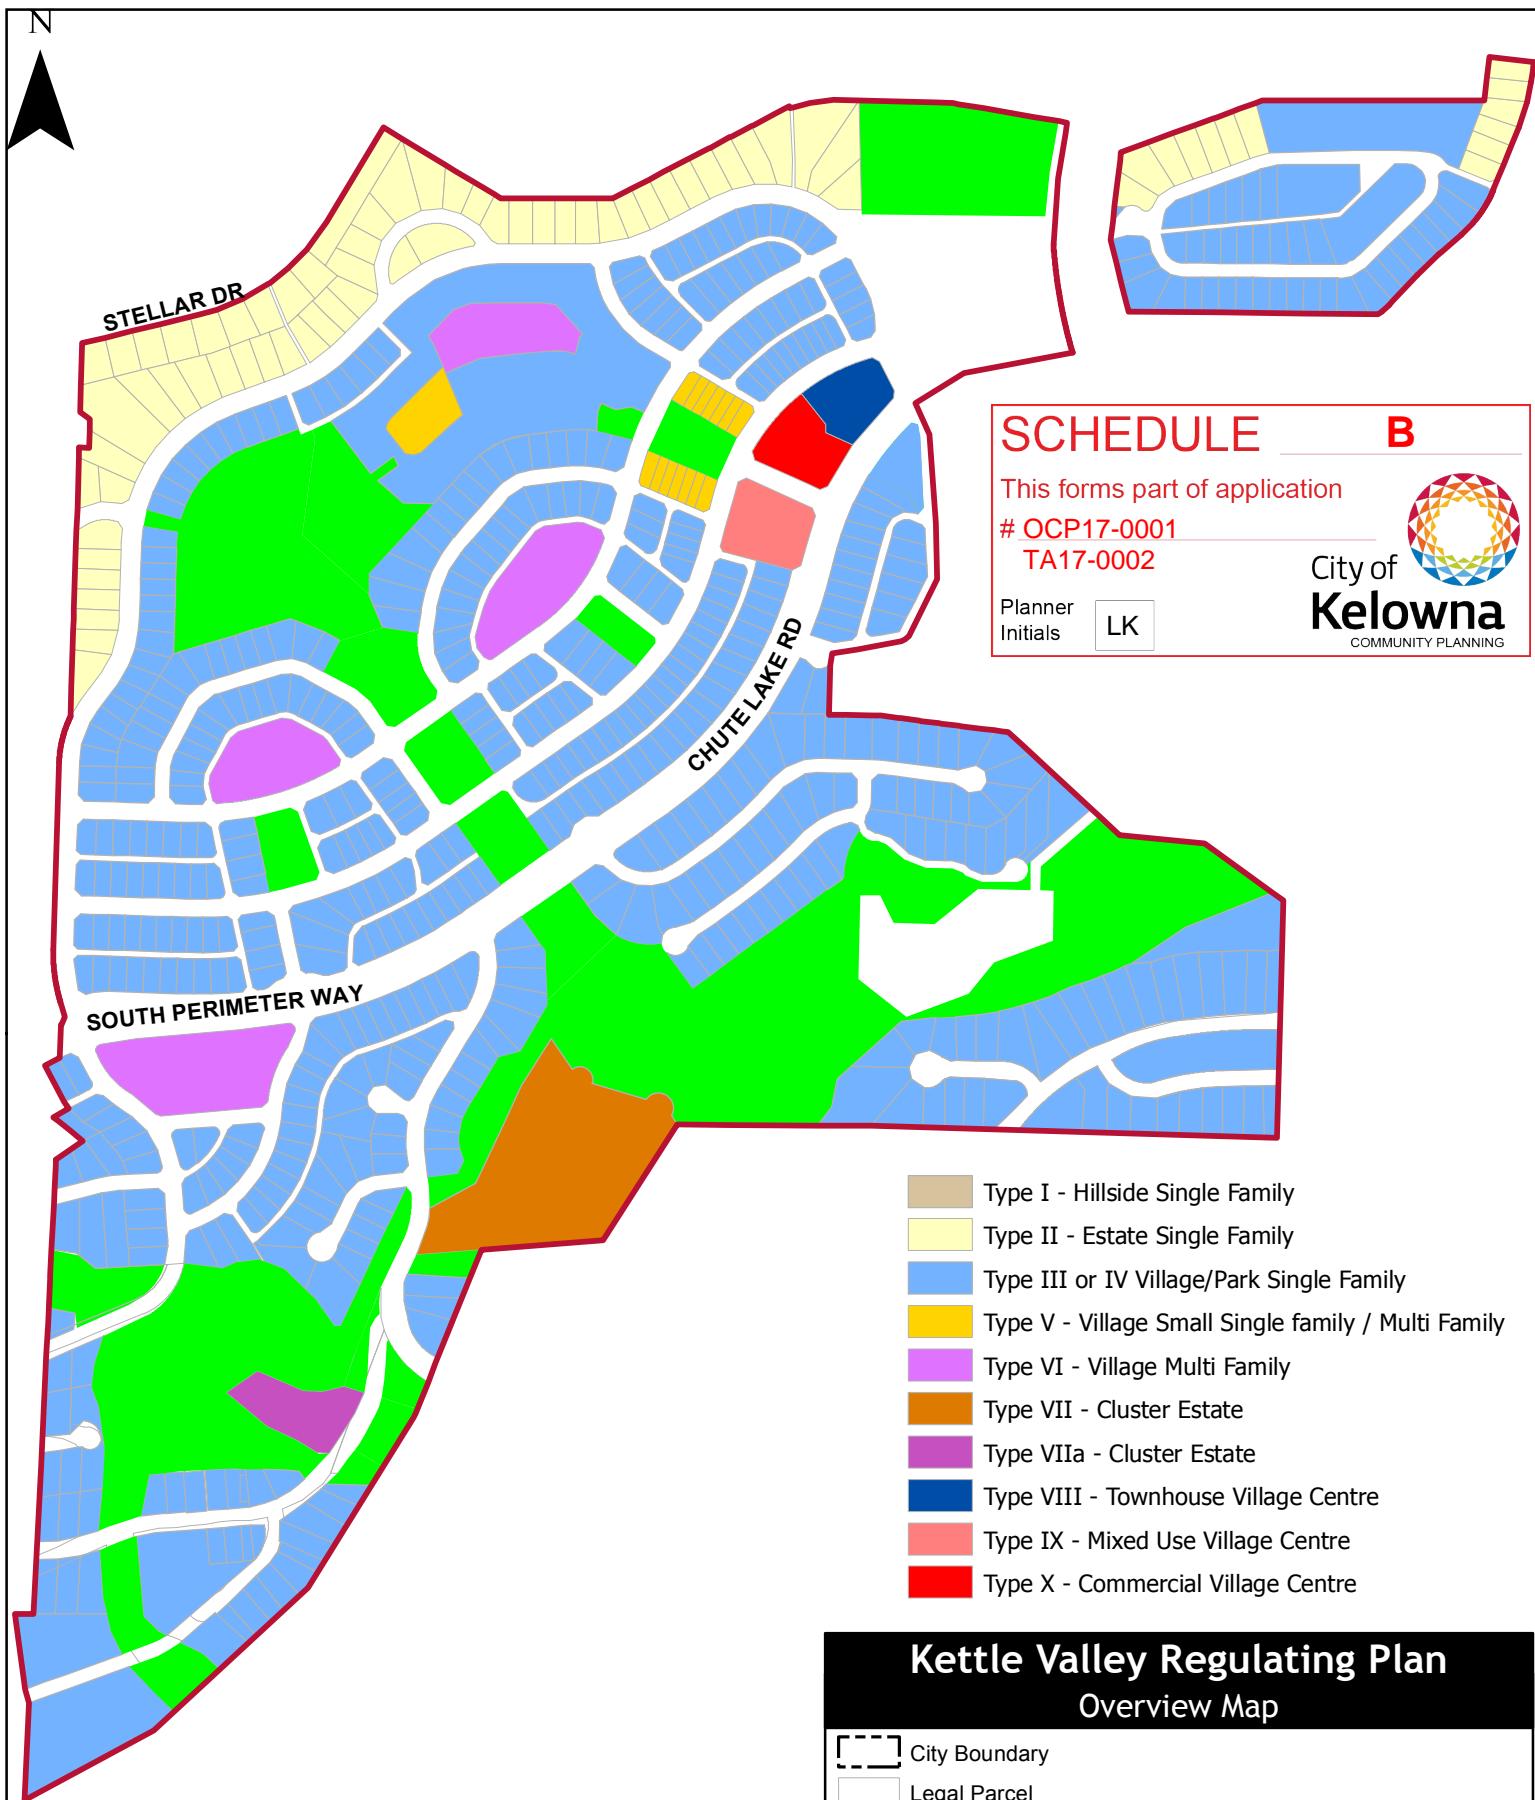 N
STELLAR DR
SCHEDULE B
This forms part of application
# OCP17-0001
TA17-0002
City of
Kelowna
COMMUNITY PLANNING
Planner
Initials
LK
CHUTE LAKE RD
SOUTH PERIMETER WAY
Type I - Hillside Single Family
Type II - Estate Single Family
Type III or IV Village/Park Single Family
Type V - Village Small Single family / Multi Family
Type VI - Village Multi Family
Type VII - Cluster Estate
Type VIIa - Cluster Estate
Type VIII - Townhouse Village Centre
Type IX - Mixed Use Village Centre
Type X - Commercial Village Centre
Kettle Valley Regulating Plan
Overview Map
City Boundary
Legal Parcel